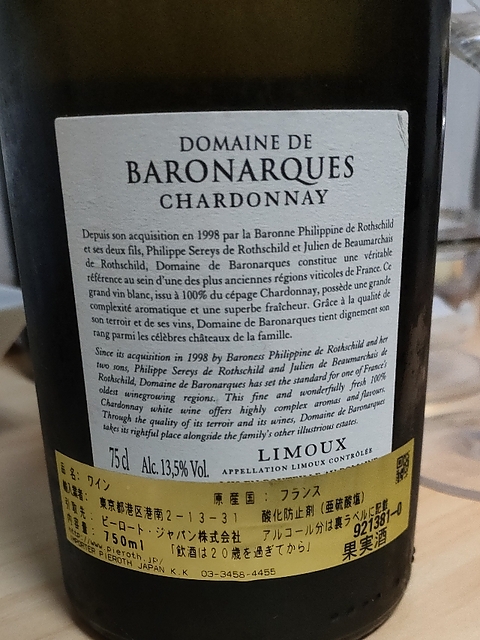 DOMAINE DE
BARONARQUES
CHARDONNAY
Depuis son acquisition en 1998 par la Baronne Philippine de Rothschild
et ses deux fils, Philippe Sereys de Rothschild et Julien de Beaumarchais
de Rothschild, Domaine de Baronarques constitue une véritable
référence au sein d'une des plus anciennes régions viticoles de France. Ce
grand vin blanc, issu à 100% du cépage Chardonnay, possède une grande
complexité aromatique et une superbe fraîcheur. Grâce à la qualité de
son terroir et de ses vins, Domaine de Baronarques tient dignement son
rang parmi les célèbres châteaux de la famille.
Since its acquisition in 1998 by Baroness Philippine de Rothschild and her
two sons, Philippe Sereys de Rothschild and Julien de Beaumarchais de
Rothschild, Domaine de Baronarques has set the standard for one of France's
oldest winegrowing regions. This fine and wonderfully fresh 100%
Chardonnay white wine offers highly complex aromas and flavours.
Through the quality of its terroir and its wines, Domaine de Baronarques
takes its rightful place alongside the family's other illustrious estates.
75 cl Alc. 13,5% Vol. LIMOUX
APPELLATION LIMOUX CONTRÔLÉE
品名: ワイン 原産国: フランス
輸入業者: 東京都港区港南2-13-31 酸化防止剤(亜硫酸塩)
引取先: ピーロート・ジャパン株式会社 アルコール分は裏ラベルに記載
内容量: 750ml 「飲酒は20歳を過ぎてから」 921381-0
http://www.pieroth.jp/ 果実酒
IMPORTER PIEROTH JAPAN K.K 03-3458-4455